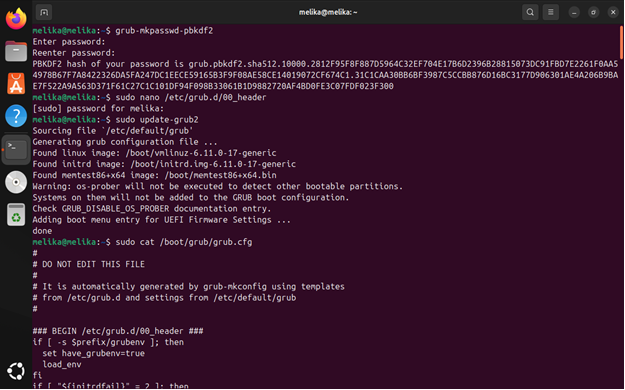 melika@melika: ~
melika@melika:~$ grub-mkpasswd-pbkdf2
Enter password:
Reenter password:
PBKDF2 hash of your password is grub.pbkdf2.sha512.10000.2812F95F8F887D5964C32EF704E17B6D2396B28815073DC91FBD7E2261F0AA5
4978B67F7A8422326DA5FA247DC1EECE59165B3F9F08AE58CE14019072CF674C1.31C1CAA30BB6BF3987C5CCBB876D16BC3177D906301AE4A206B9BA
E7F522A9A563D371F61C27C1C101DF94F098B33061B1D9882720AF4BD0FE3C07FDF023F300
melika@melika:~$ sudo nano /etc/grub.d/00_header
[sudo] password for melika:
melika@melika:~$ sudo update-grub2
Sourcing file `/etc/default/grub'
Generating grub configuration file ...
Found linux image: /boot/vmlinuz-6.11.0-17-generic
Found initrd image: /boot/initrd.img-6.11.0-17-generic
Found memtest86+x64 image: /boot/memtest86+x64.bin
Warning: os-prober will not be executed to detect other bootable partitions.
Systems on them will not be added to the GRUB boot configuration.
Check GRUB_DISABLE_OS_PROBER documentation entry.
Adding boot menu entry for UEFI Firmware Settings ...
done
melika@melika:~$ sudo cat /boot/grub/grub.cfg
#
# DO NOT EDIT THIS FILE
#
# It is automatically generated by grub-mkconfig using templates
# from /etc/grub.d and settings from /etc/default/grub
#
### BEGIN /etc/grub.d/00_header ###
if [ -s $prefix/grubenv ]; then
set have_grubenv=true
load_env
fi
if [ "${initrdfail}" = 2 ]; then